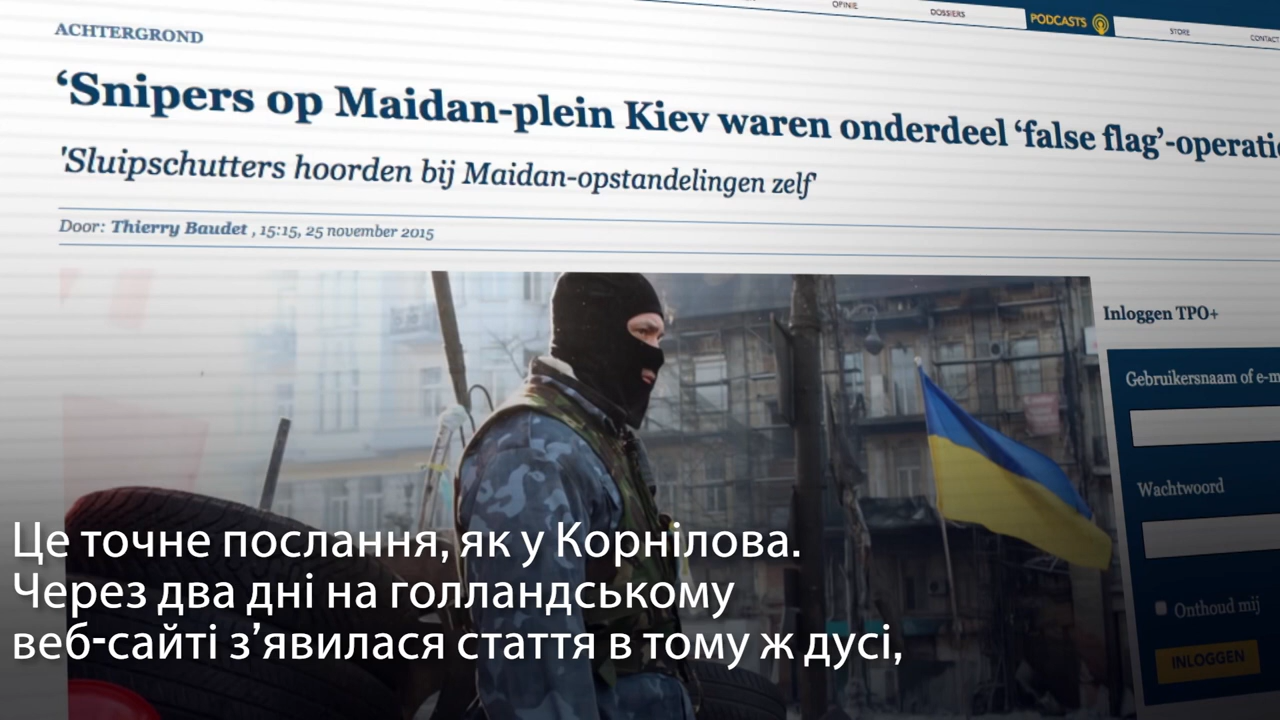 OPINIE
DOSSIERS
PODCASTS
STORE
CONTACT
ACHTERGROND
‘Snipers op Maidan-plein Kiev waren onderdeel ‘false flag’-operatie
'Sluipschutters hoorden bij Maidan-opstandelingen zelf'
Door: Thierry Baudet , 15:15, 25 november 2015
Inloggen TPO+
Gebruikersnaam of e-m
Wachtwoord
Onthoud mij
INLOGGEN
Це точне послання, як у Корнілова.
Через два дні на голландському
веб-сайті з’явилася стаття в тому ж дусі,